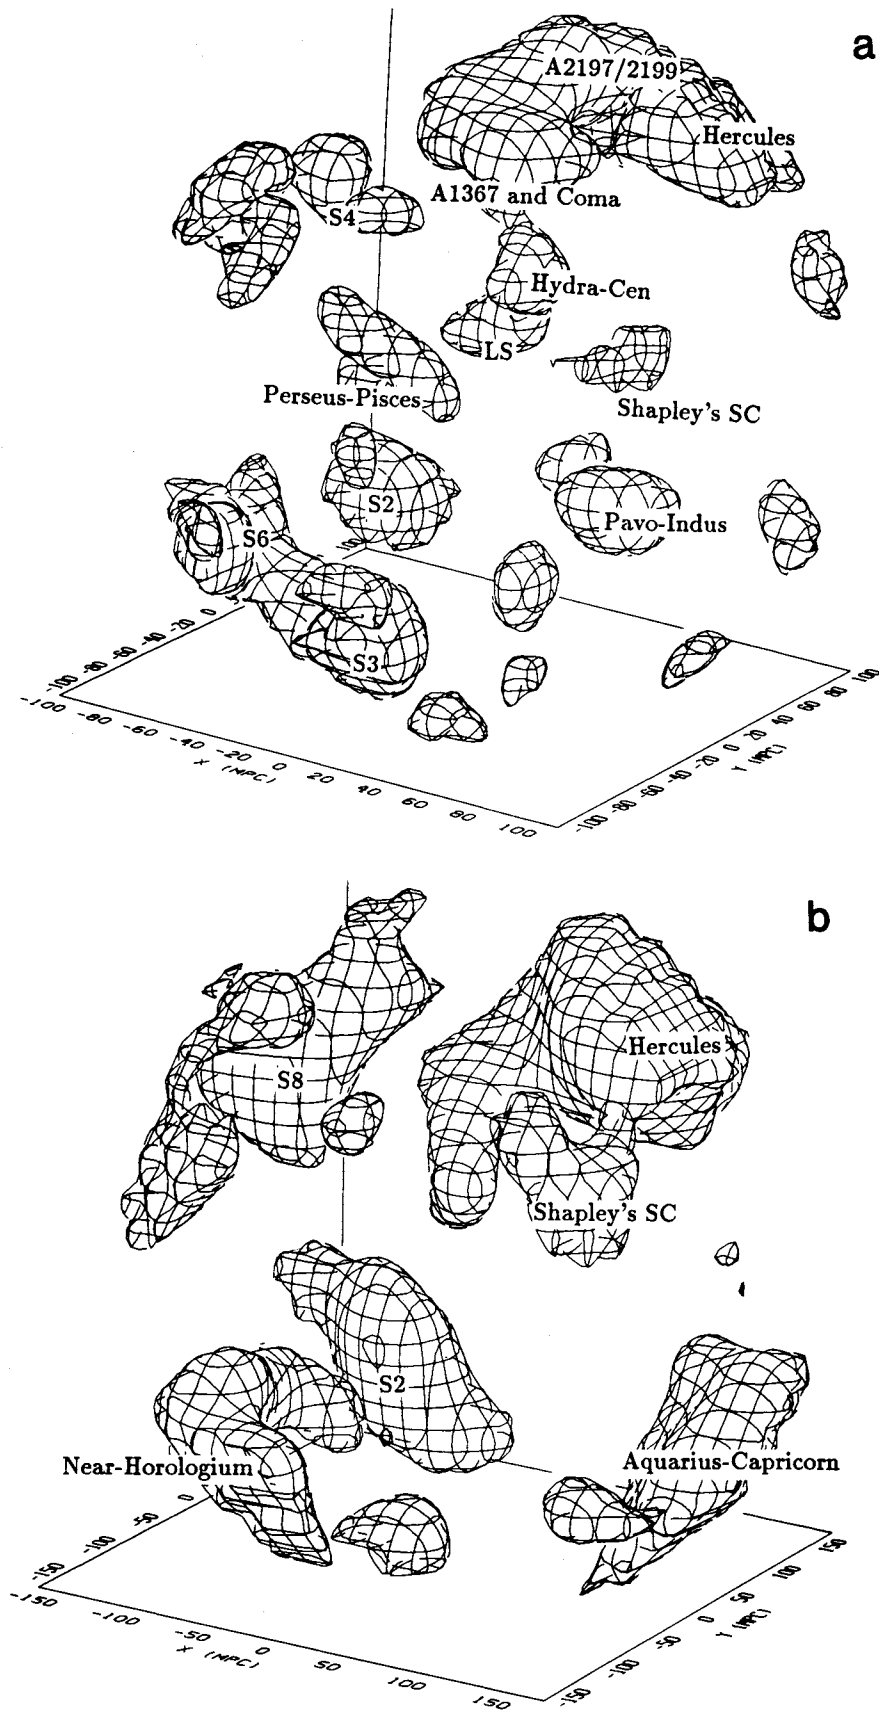 a
A2197/2199
Hercules
A1367 and Coma
S4
Hydra-Cen
LS
Perseus-Pisces
Shapley's SC
S2
Pavo-Indus
S6
S3
-100 -80 -60 -40 -20 0
-100 -80 -60 -40 -20 0 20 40 60 80 100
X (MPC)
-100 -80 -60 -40 -20 0 20 40 60 80 100
Y (MPC)
b
Hercules
S8
Shapley's SC
S2
Near-Horologium
Aquarius-Capricorn
-150 -100 -50 0
-150 -100 -50 0 50 100 150
X (MPC)
-150 -100 -50 0 50 100 150
Y (MPC)